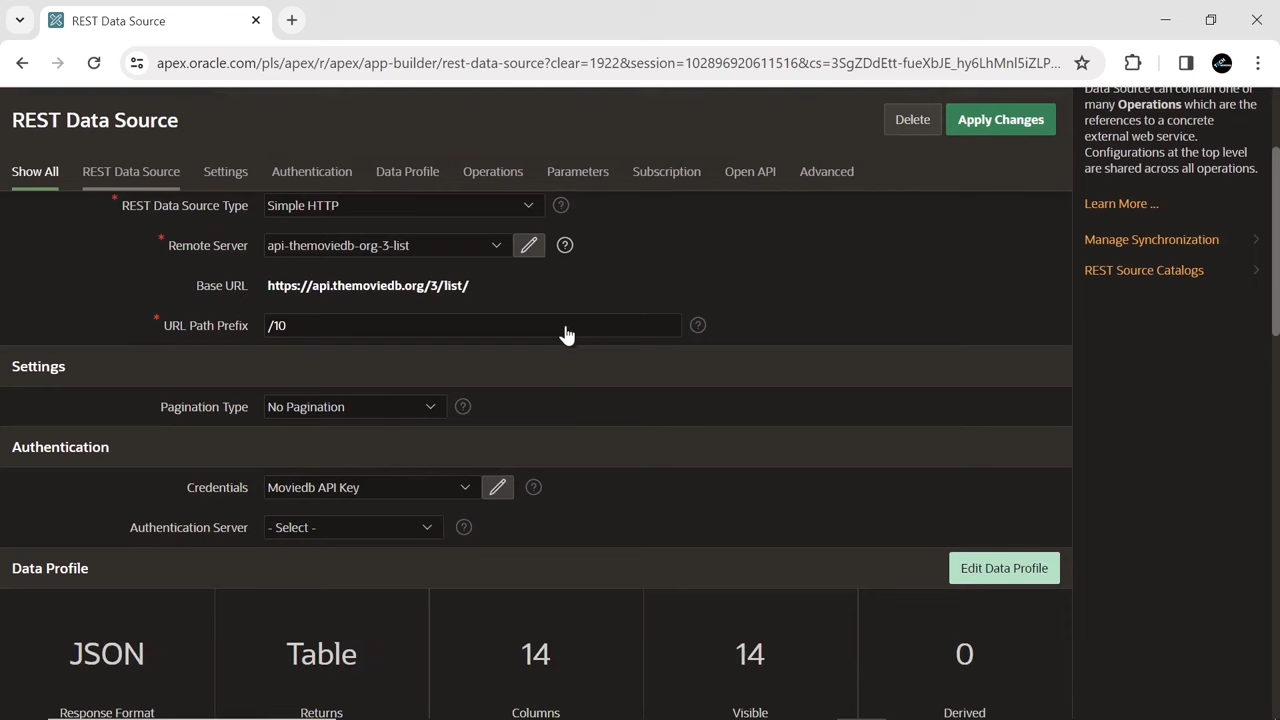 REST Data Source
apex.oracle.com/pls/apex/r/apex/app-builder/rest-data-source?clear=1922&session=102896920611516&cs=3SgZDdEtt-fueXbJE_hy6LhMnI5iZLP...
REST Data Source
Delete
Apply Changes
Show All
REST Data Source
Settings
Authentication
Data Profile
Operations
Parameters
Subscription
Open API
Advanced
* REST Data Source Type
Simple HTTP
* Remote Server
api-themoviedb-org-3-list
Base URL
https://api.themoviedb.org/3/list/
* URL Path Prefix
/10
Settings
Pagination Type
No Pagination
Authentication
Credentials
Moviedb API Key
Authentication Server
- Select -
Data Profile
Edit Data Profile
JSON
Response Format
Table
Returns
14
Columns
14
Visible
0
Derived
Data Source can contain one or
many Operations which are the
references to a concrete
external web service.
Configurations at the top level
are shared across all operations.
Learn More ...
Manage Synchronization
REST Source Catalogs